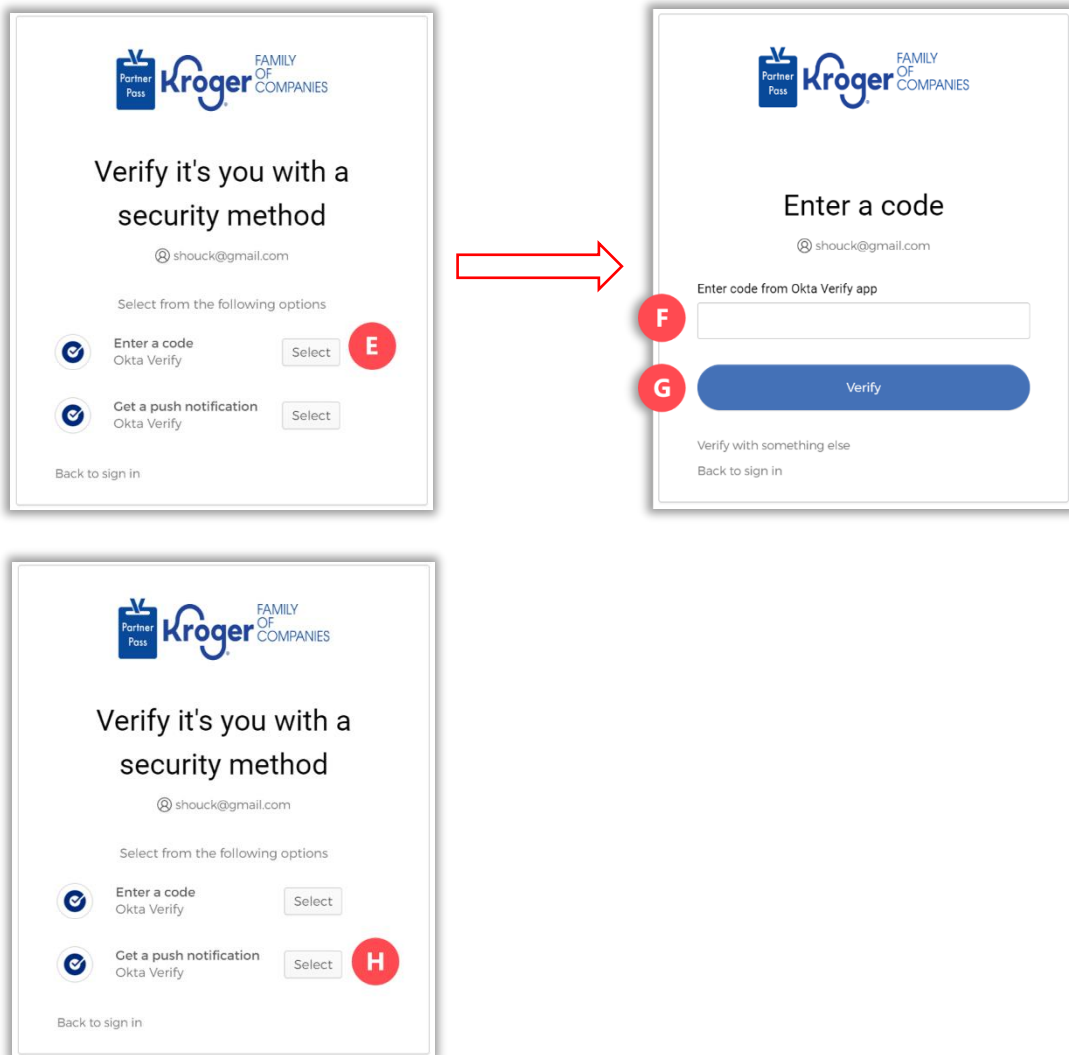 Partner
Pass
Kroger
FAMILY
OF
COMPANIES
Verify it's you with a
security method
shouck@gmail.com
Select from the following options
Enter a code
Okta Verify
Select
E
Get a push notification
Okta Verify
Select
Back to sign in
Partner
Pass
Kroger
FAMILY
OF
COMPANIES
Enter a code
shouck@gmail.com
Enter code from Okta Verify app
F
G
Verify
Verify with something else
Back to sign in
Partner
Pass
Kroger
FAMILY
OF
COMPANIES
Verify it's you with a
security method
shouck@gmail.com
Select from the following options
Enter a code
Okta Verify
Select
Get a push notification
Okta Verify
Select
H
Back to sign in